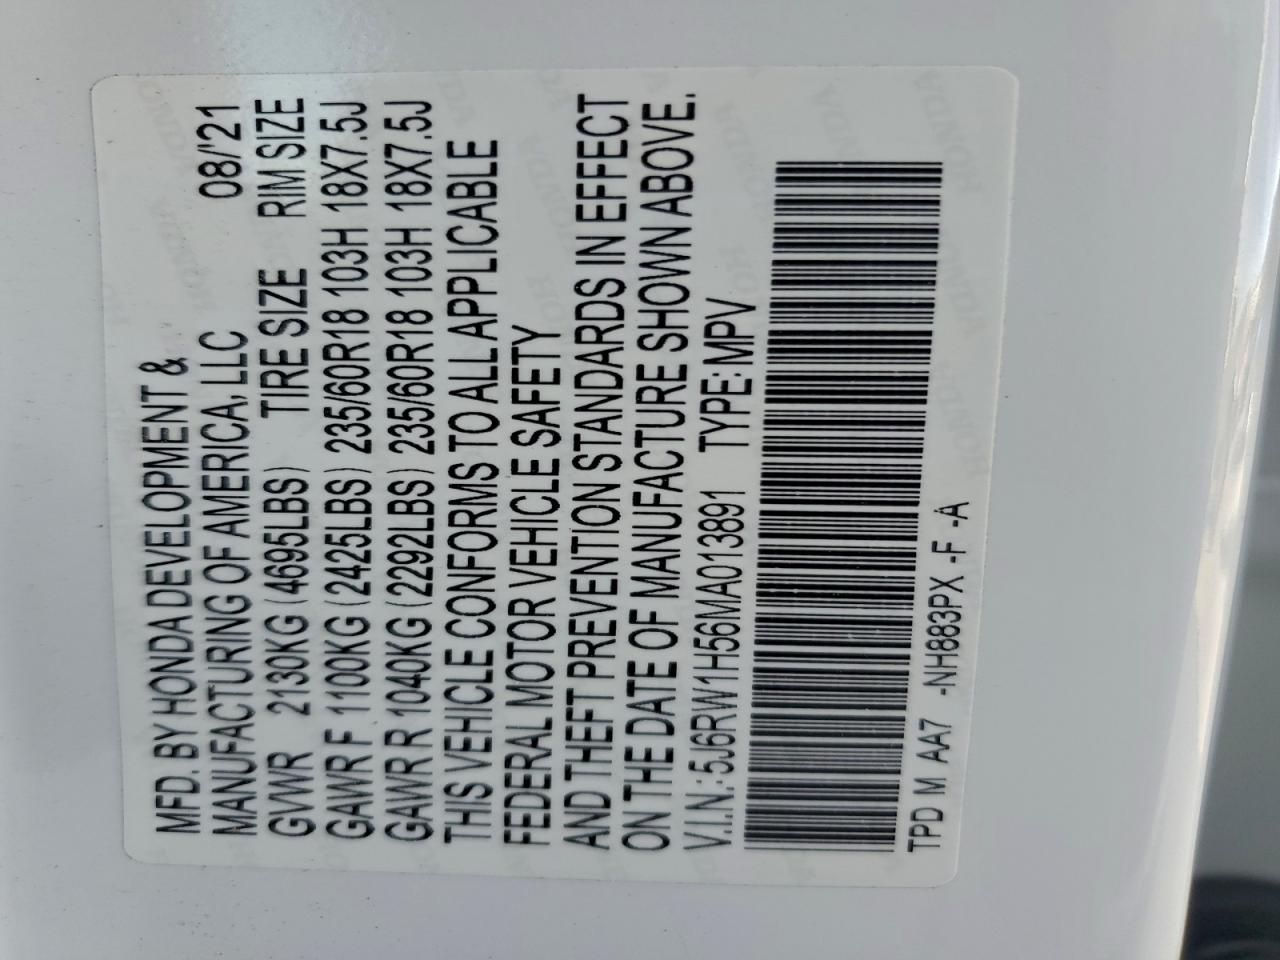 MFD. BY HONDA DEVELOPMENT &
MANUFACTURING OF AMERICA, LLC 08/'21
GVWR 2130KG (4695LBS) TIRE SIZE RIM SIZE
GAWR F 1100KG (2425LBS) 235/60R18 103H 18X7.5J
GAWR R 1040KG (2292LBS) 235/60R18 103H 18X7.5J
THIS VEHICLE CONFORMS TO ALL APPLICABLE
FEDERAL MOTOR VEHICLE SAFETY
AND THEFT PREVENTION STANDARDS IN EFFECT
ON THE DATE OF MANUFACTURE SHOWN ABOVE.
V.I.N.: 5J6RW1H56MA013891 TYPE: MPV
TPD M AA7 -NH883PX -F -A